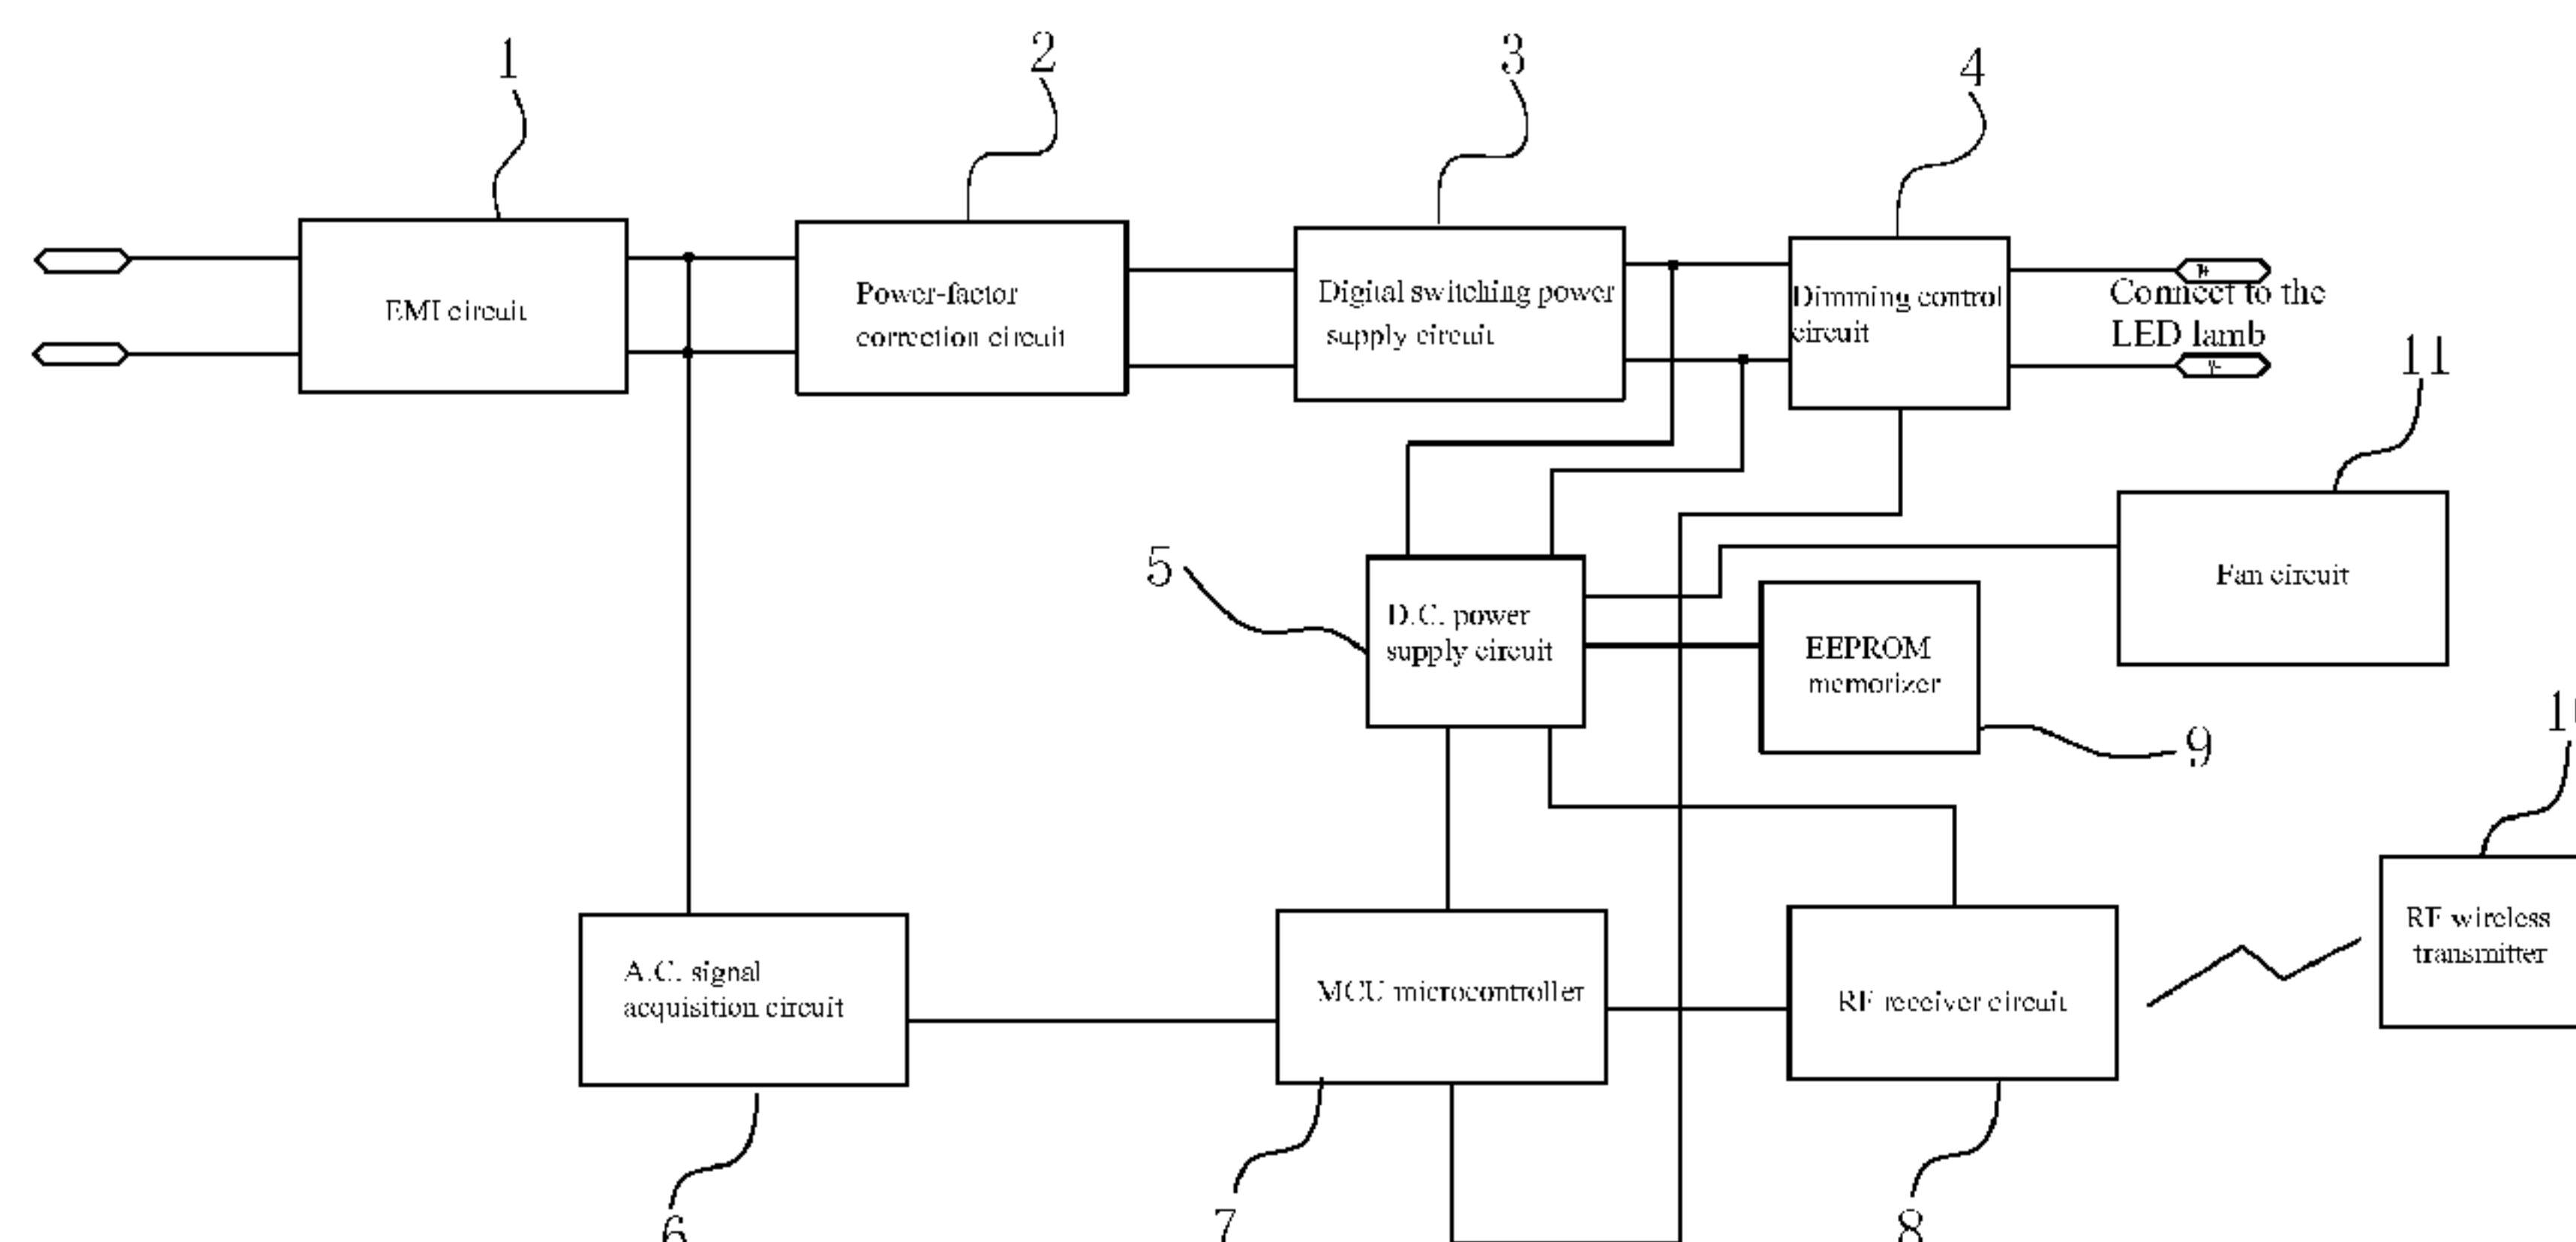 1
2
3
4
EMI circuit
Power-factor
correction circuit
Digital switching power
supply circuit
Dimming control
circuit
Connect to the
LED lamb
11
Fan circuit
5
D.C. power
supply circuit
EEPROM
memorizer
9
RF wireless
transmitter
A.C. signal
acquisition circuit
MCU microcontroller
RF receiver circuit
6
7
8